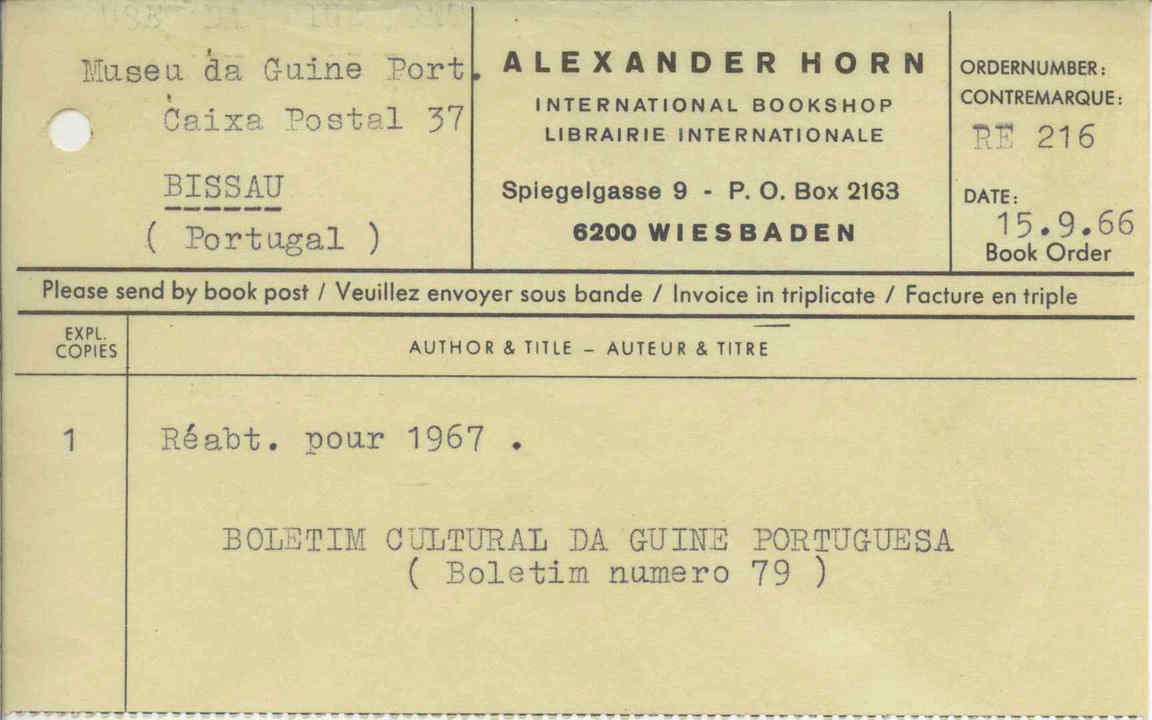 Museu da Guine Port.
Caixa Postal 37
BISSAU
( Portugal )
ALEXANDER HORN
INTERNATIONAL BOOKSHOP
LIBRAIRIE INTERNATIONALE
Spiegelgasse 9 - P. O. Box 2163
6200 WIESBADEN
ORDERNUMBER:
CONTREMARQUE:
RE 216
DATE:
15.9.66
Book Order
Please send by book post / Veuillez envoyer sous bande / Invoice in triplicate / Facture en triple
EXPL.
COPIES
AUTHOR & TITLE – AUTEUR & TITRE
1 Réabt. pour 1967 .
BOLETIM CULTURAL DA GUINE PORTUGUESA
( Boletim numero 79 )